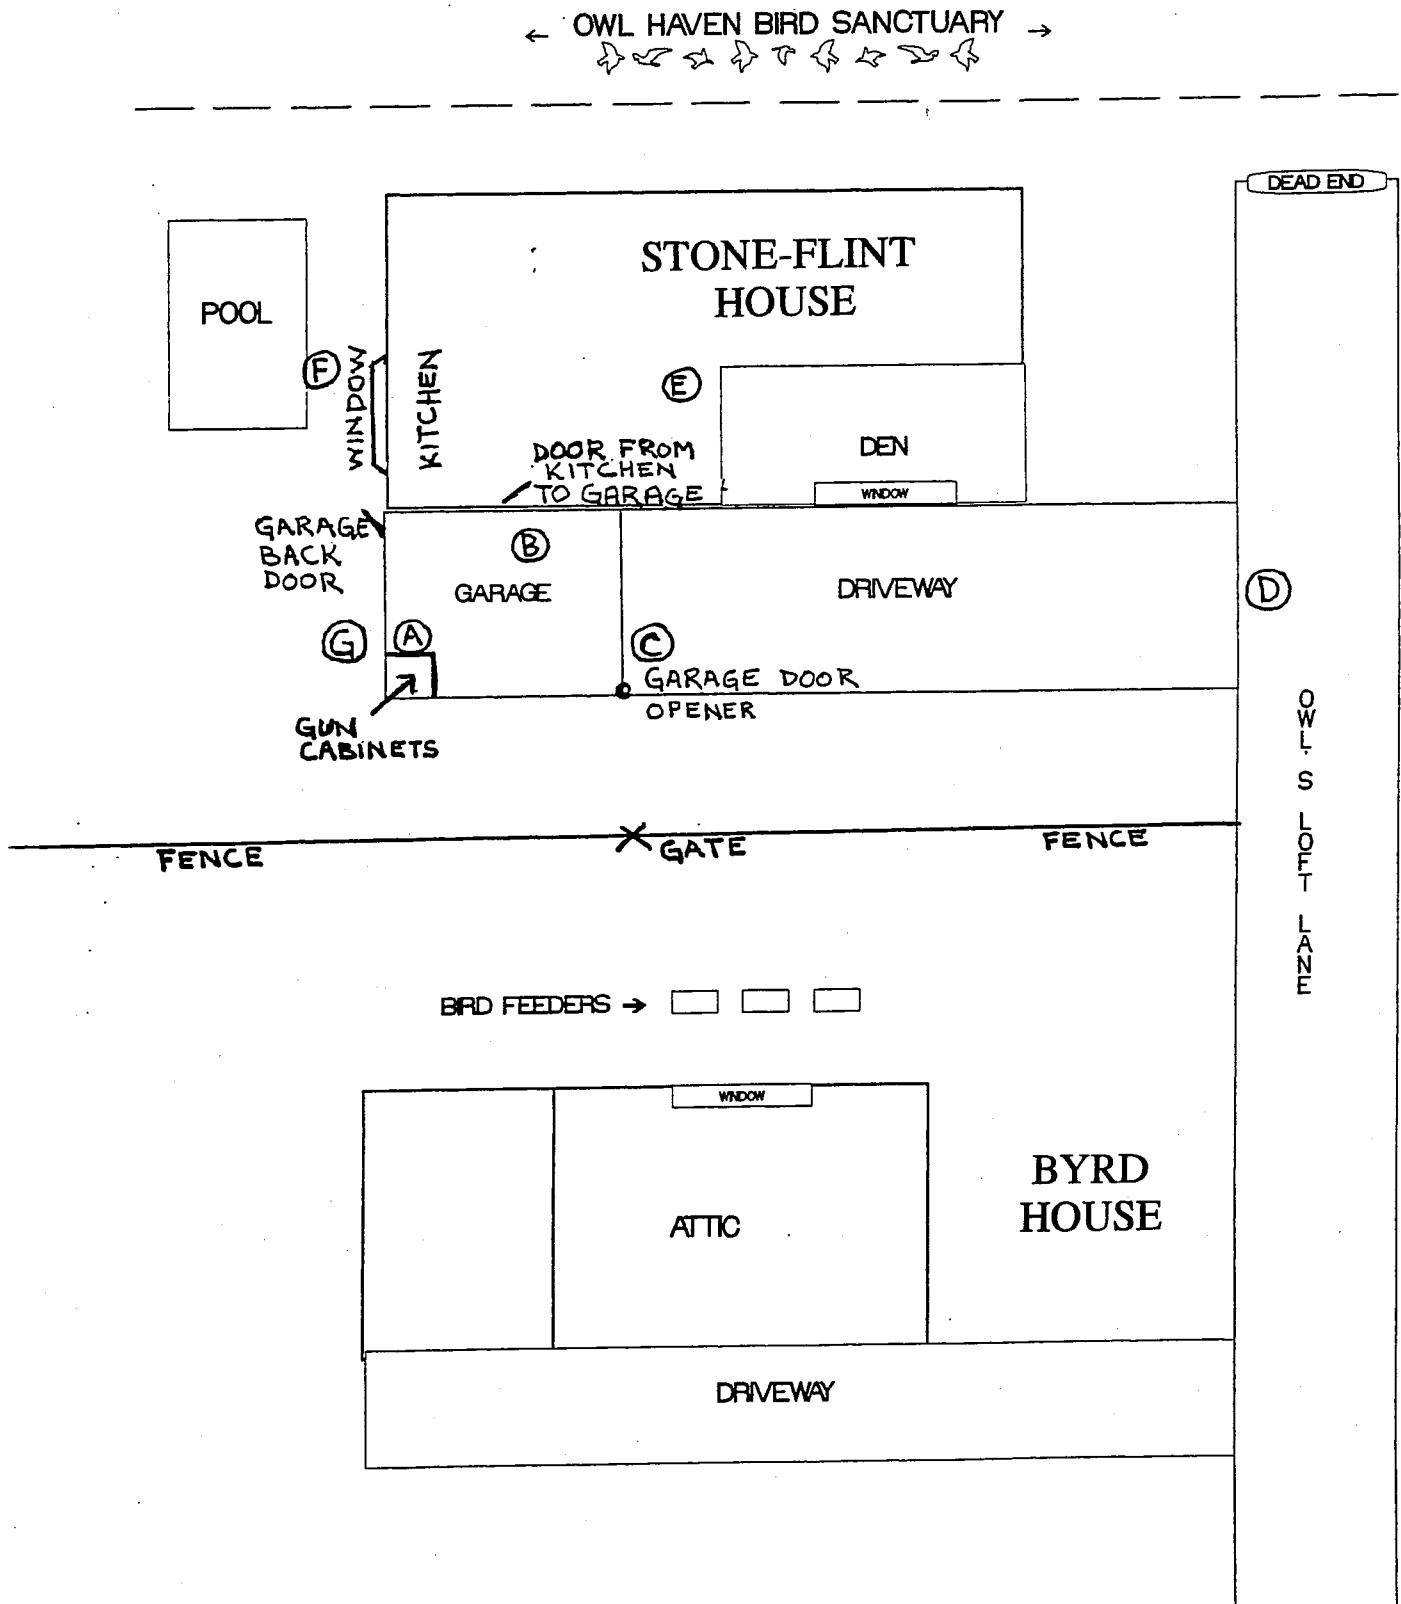 ← OWL HAVEN BIRD SANCTUARY →
DEAD END
STONE-FLINT
HOUSE
POOL
F
WINDOW
KITCHEN
E
DEN
WINDOW
DOOR FROM
KITCHEN
TO GARAGE
GARAGE
BACK
DOOR
B
GARAGE
DRIVEWAY
D
G
A
C
GARAGE DOOR
OPENER
GUN
CABINETS
OWL'S LOFT LANE
FENCE
GATE
FENCE
BIRD FEEDERS →
WINDOW
BYRD
HOUSE
ATTIC
DRIVEWAY